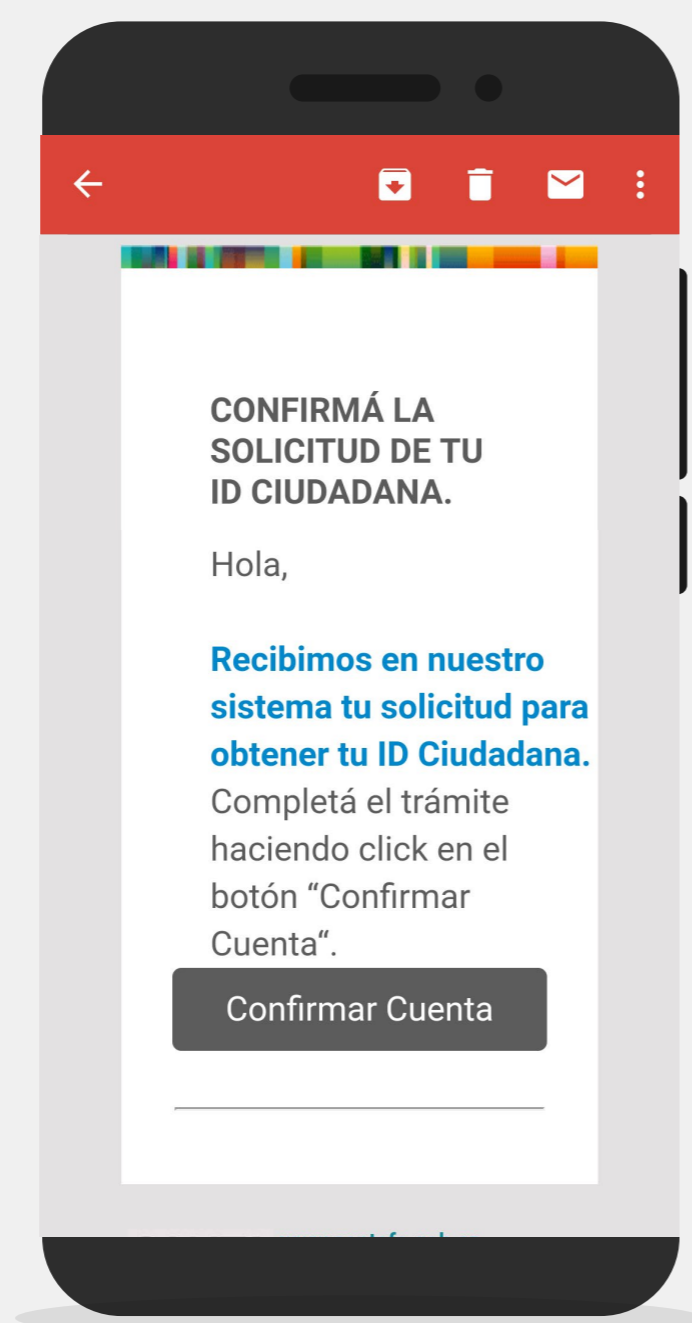 CONFIRMÁ LA
SOLICITUD DE TU
ID CIUDADANA.
Hola,
Recibimos en nuestro
sistema tu solicitud para
obtener tu ID Ciudadana.
Completá el trámite
haciendo click en el
botón “Confirmar
Cuenta“.
Confirmar Cuenta